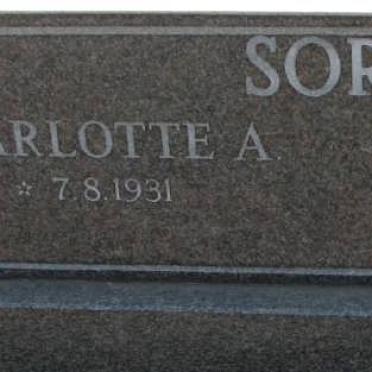 SOR
ARLOTTE A.
☆ 7.8.1931